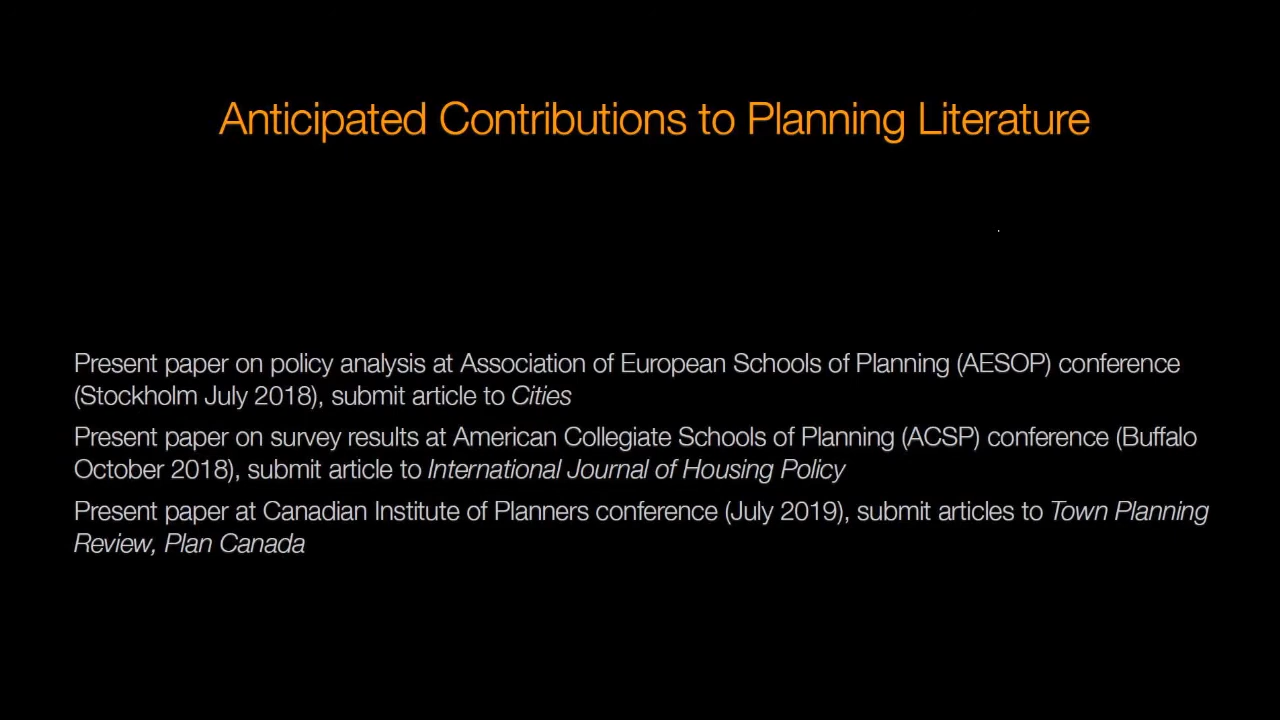 Anticipated Contributions to Planning Literature
Present paper on policy analysis at Association of European Schools of Planning (AESOP) conference
(Stockholm July 2018), submit article to Cities
Present paper on survey results at American Collegiate Schools of Planning (ACSP) conference (Buffalo
October 2018), submit article to International Journal of Housing Policy
Present paper at Canadian Institute of Planners conference (July 2019), submit articles to Town Planning
Review, Plan Canada